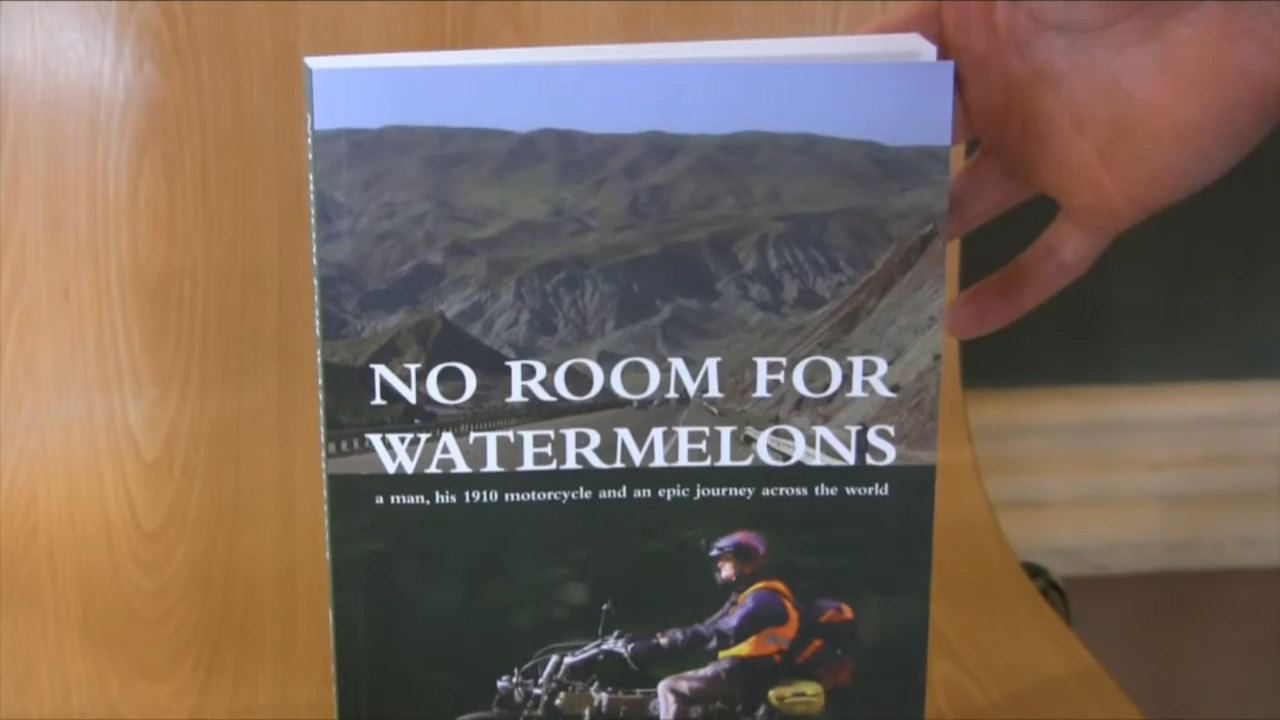 NO ROOM FOR
WATERMELONS
a man, his 1910 motorcycle and an epic journey across the world